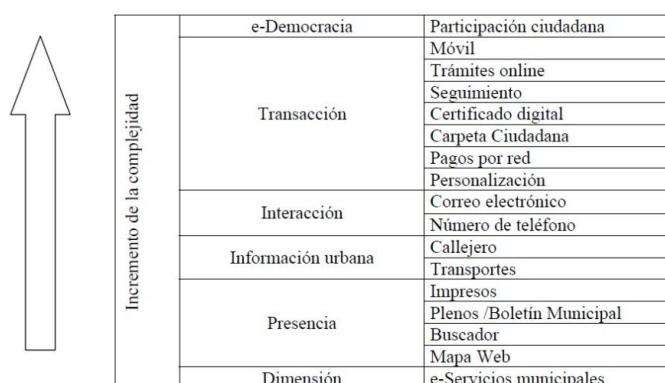 Incremento de la complejidad
e-Democracia
Participación ciudadana
Transacción
Móvil
Trámites online
Seguimiento
Certificado digital
Carpeta Ciudadana
Pagos por red
Personalización
Interacción
Correo electrónico
Número de teléfono
Información urbana
Callejero
Transportes
Presencia
Impresos
Plenos /Boletín Municipal
Buscador
Mapa Web
Dimensión
e-Servicios municipales